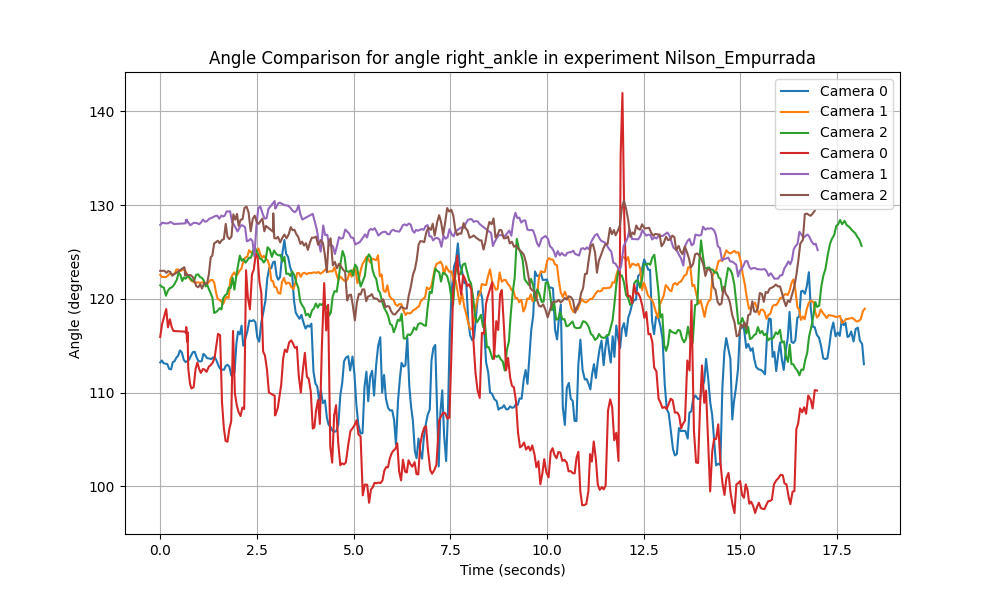 Angle Comparison for angle right_ankle in experiment Nilson_Empurrada
Camera 0
Camera 1
Camera 2
Camera 0
Camera 1
Camera 2
140
130
120
110
100
Angle (degrees)
0.0 2.5 5.0 7.5 10.0 12.5 15.0 17.5
Time (seconds)